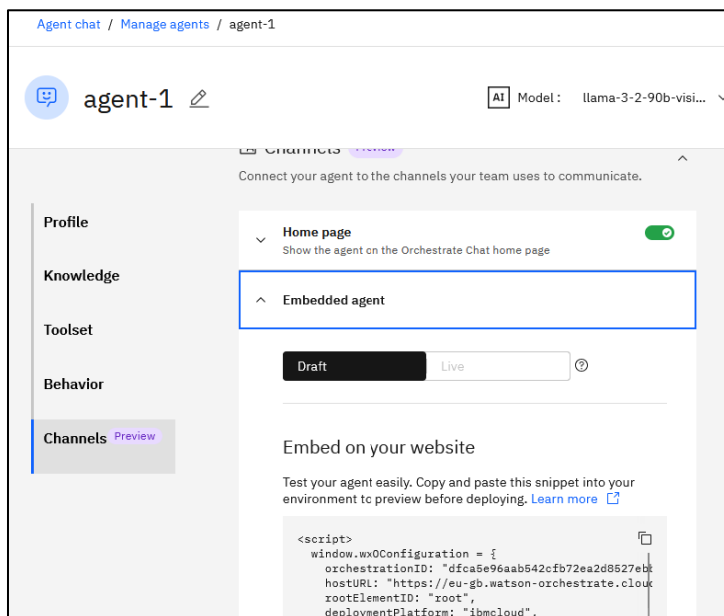 Agent chat / Manage agents / agent-1
agent-1
AI Model : llama-3-2-90b-visi...
Channels Preview
Connect your agent to the channels your team uses to communicate.
Profile
Knowledge
Toolset
Behavior
Channels Preview
Home page
Show the agent on the Orchestrate Chat home page
Embedded agent
Draft Live
Embed on your website
Test your agent easily. Copy and paste this snippet into your
environment to preview before deploying. Learn more
<script>
window.wxOConfiguration = {
orchestrationID: "dfca5e96aab542cfb72ea2d8527eb
hostURL: "https://eu-gb.watson-orchestrate.cloud
rootElementID: "root",
deploymentPlatform: "ibmcloud",